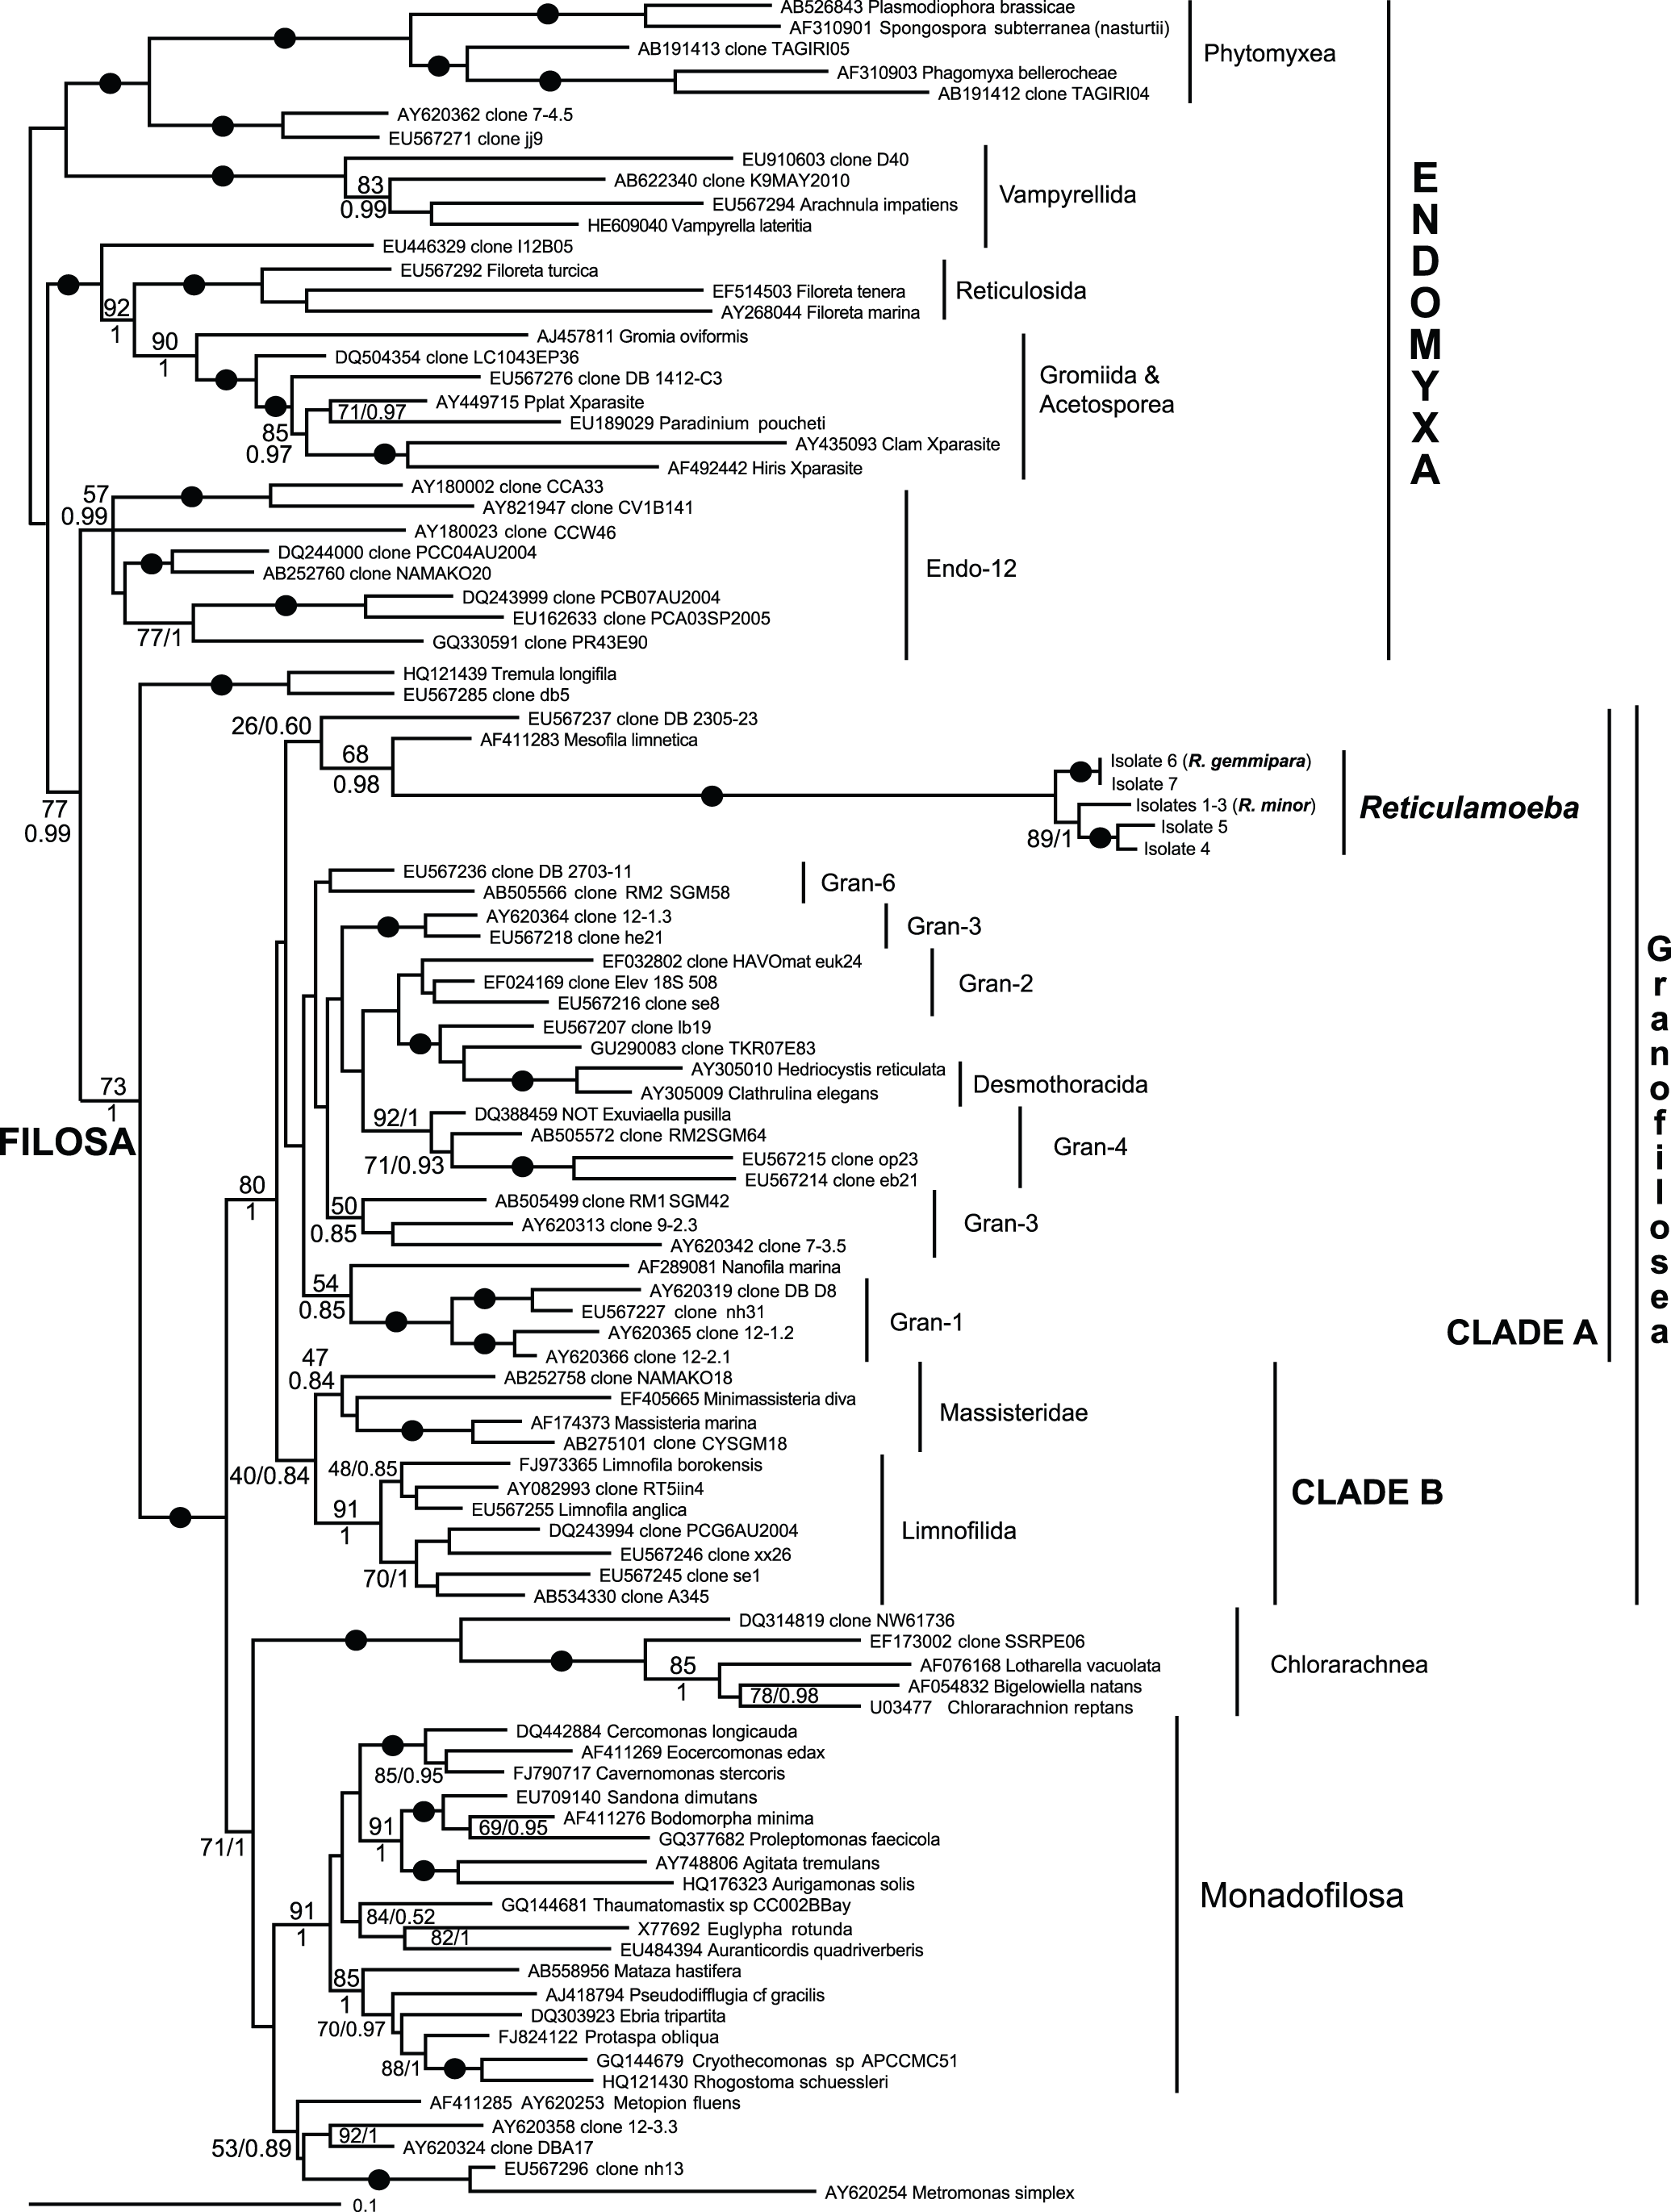 AB526843 Plasmodiophora brassicae
AF310901 Spongospora subterranea (nasturtii)
AB191413 clone TAGIRI05
AF310903 Phagomyxa bellerocheae
AB191412 clone TAGIRI04
Phytomyxea
AY620362 clone 7-4.5
EU567271 clone jj9
EU910603 clone D40
83
0.99
AB622340 clone K9MAY2010
EU567294 Arachnula impatiens
HE609040 Vampyrella lateritia
Vampyrellida
ENDOMYXA
EU446329 clone I12B05
EU567292 Filoreta turcica
EF514503 Filoreta tenera
AY268044 Filoreta marina
Reticulosida
92
1
90
1
AJ457811 Gromia oviformis
DQ504354 clone LC1043EP36
EU567276 clone DB 1412-C3
71/0.97
AY449715 Pplat Xparasite
EU189029 Paradinium poucheti
85
0.97
AY435093 Clam Xparasite
AF492442 Hiris Xparasite
Gromiida &
Acetosporea
57
0.99
AY180002 clone CCA33
AY821947 clone CV1B141
AY180023 clone CCW46
DQ244000 clone PCC04AU2004
AB252760 clone NAMAKO20
DQ243999 clone PCB07AU2004
EU162633 clone PCA03SP2005
77/1
GQ330591 clone PR43E90
Endo-12
HQ121439 Tremula longifila
EU567285 clone db5
26/0.60
EU567237 clone DB 2305-23
AF411283 Mesofila limnetica
68
0.98
Isolate 6 (R. gemmipara)
Isolate 7
Isolates 1-3 (R. minor)
89/1
Isolate 5
Isolate 4
Reticulamoeba
77
0.99
EU567236 clone DB 2703-11
AB505566 clone RM2 SGM58
Gran-6
AY620364 clone 12-1.3
EU567218 clone he21
Gran-3
EF032802 clone HAVOmat euk24
EF024169 clone Elev 18S 508
EU567216 clone se8
Gran-2
EU567207 clone lb19
GU290083 clone TKR07E83
AY305010 Hedriocystis reticulata
AY305009 Clathrulina elegans
Desmothoracida
92/1
DQ388459 NOT Exuviaella pusilla
AB505572 clone RM2SGM64
71/0.93
EU567215 clone op23
EU567214 clone eb21
Gran-4
73
1
FILOSA
80
1
50
0.85
AB505499 clone RM1 SGM42
AY620313 clone 9-2.3
AY620342 clone 7-3.5
Gran-3
54
0.85
AF289081 Nanofila marina
AY620319 clone DB D8
EU567227 clone nh31
AY620365 clone 12-1.2
AY620366 clone 12-2.1
Gran-1
CLADE A
Granofilosea
47
0.84
AB252758 clone NAMAKO18
EF405665 Minimassisteria diva
AF174373 Massisteria marina
AB275101 clone CYSGM18
Massisteridae
40/0.84
48/0.85
FJ973365 Limnofila borokensis
AY082993 clone RT5iin4
EU567255 Limnofila anglica
91
1
DQ243994 clone PCG6AU2004
EU567246 clone xx26
70/1
EU567245 clone se1
AB534330 clone A345
Limnofilida
CLADE B
DQ314819 clone NW61736
EF173002 clone SSRPE06
85
1
AF076168 Lotharella vacuolata
AF054832 Bigelowiella natans
78/0.98
U03477 Chlorarachnion reptans
Chlorarachnea
71/1
DQ442884 Cercomonas longicauda
AF411269 Eocercomonas edax
85/0.95
FJ790717 Cavernomonas stercoris
EU709140 Sandona dimutans
AF411276 Bodomorpha minima
69/0.95
91
1
GQ377682 Proleptomonas faecicola
AY748806 Agitata tremulans
HQ176323 Aurigamonas solis
GQ144681 Thaumatomastix sp CC002BBay
84/0.52
X77692 Euglypha rotunda
82/1
EU484394 Auranticordis quadriverberis
91
1
AB558956 Mataza hastifera
85
1
AJ418794 Pseudodifflugia cf gracilis
DQ303923 Ebria tripartita
70/0.97
FJ824122 Protaspa obliqua
88/1
GQ144679 Cryothecomonas sp APCCMC51
HQ121430 Rhogostoma schuessleri
Monadofilosa
AF411285 AY620253 Metopion fluens
AY620358 clone 12-3.3
92/1
AY620324 clone DBA17
53/0.89
EU567296 clone nh13
AY620254 Metromonas simplex
0.1